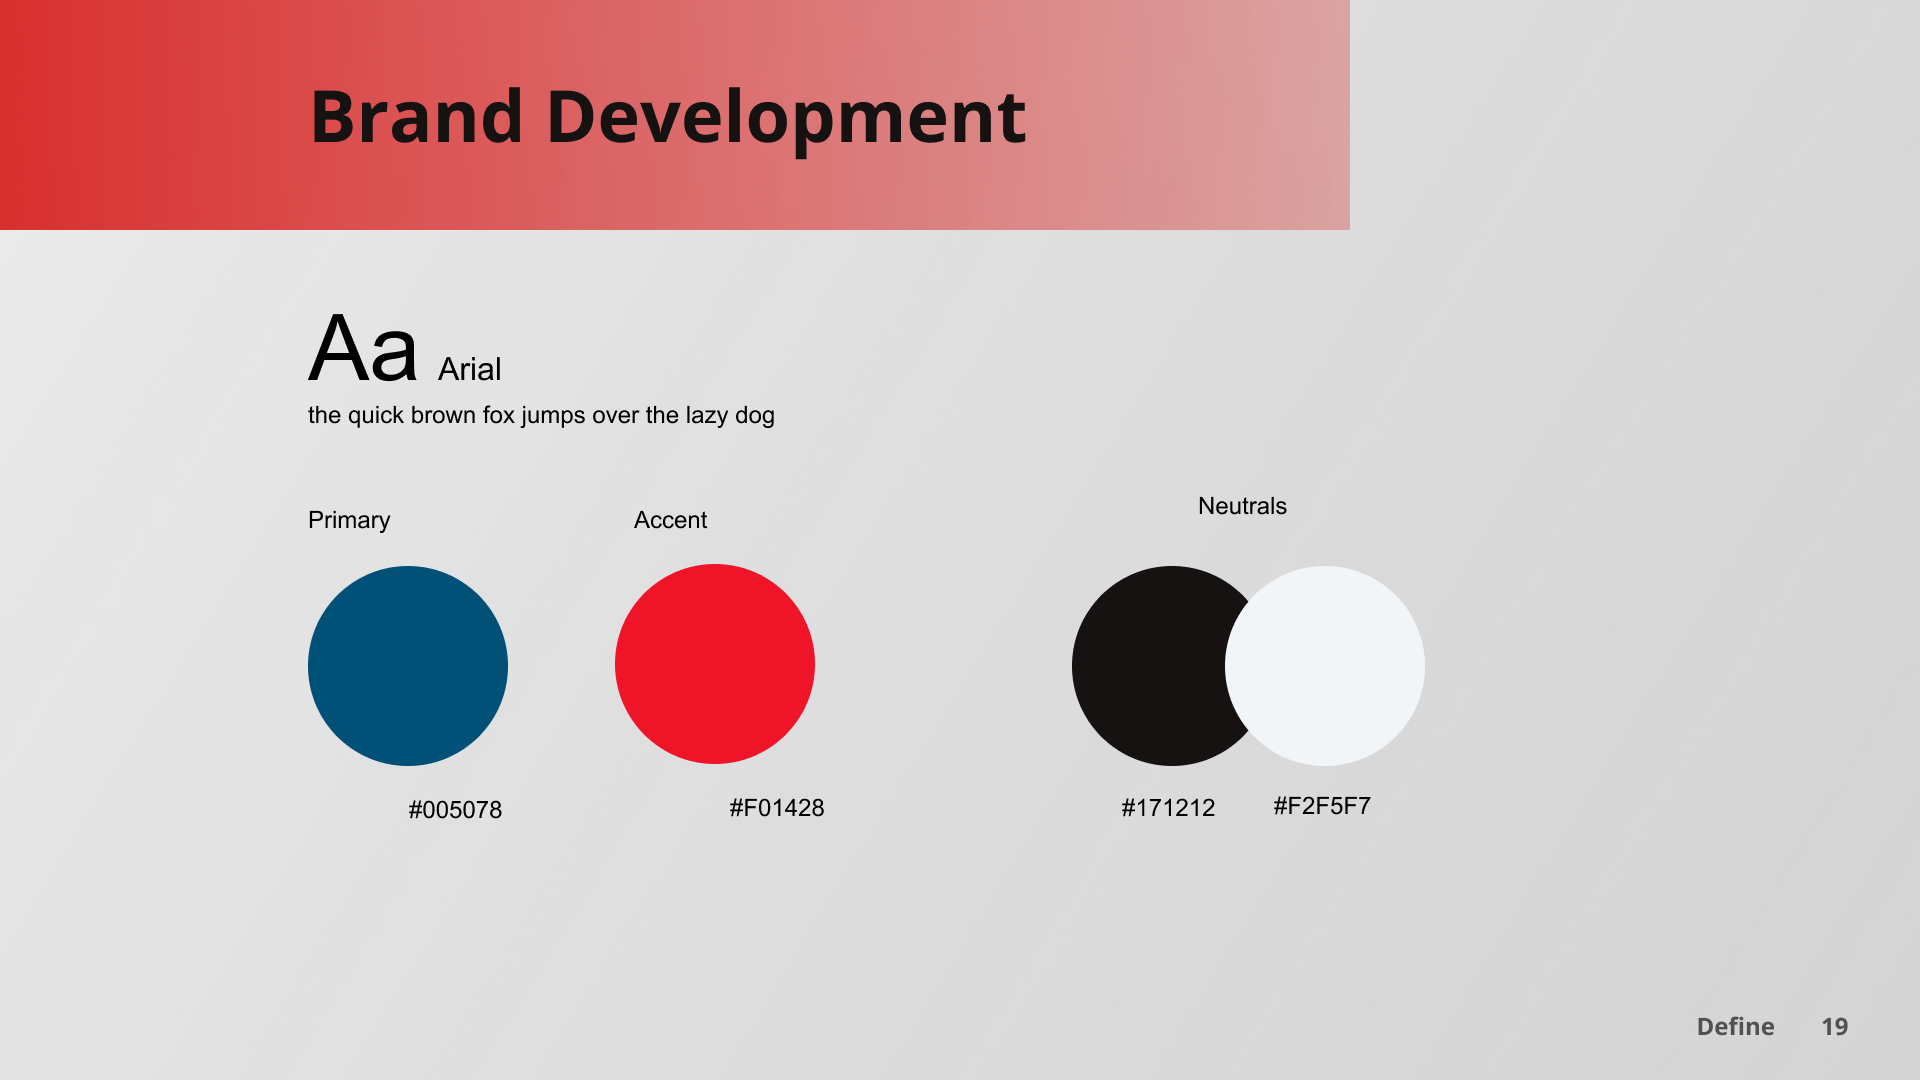 Brand Development
Aa Arial
the quick brown fox jumps over the lazy dog
Primary
Accent
Neutrals
#005078
#F01428
#171212
#F2F5F7
Define 19